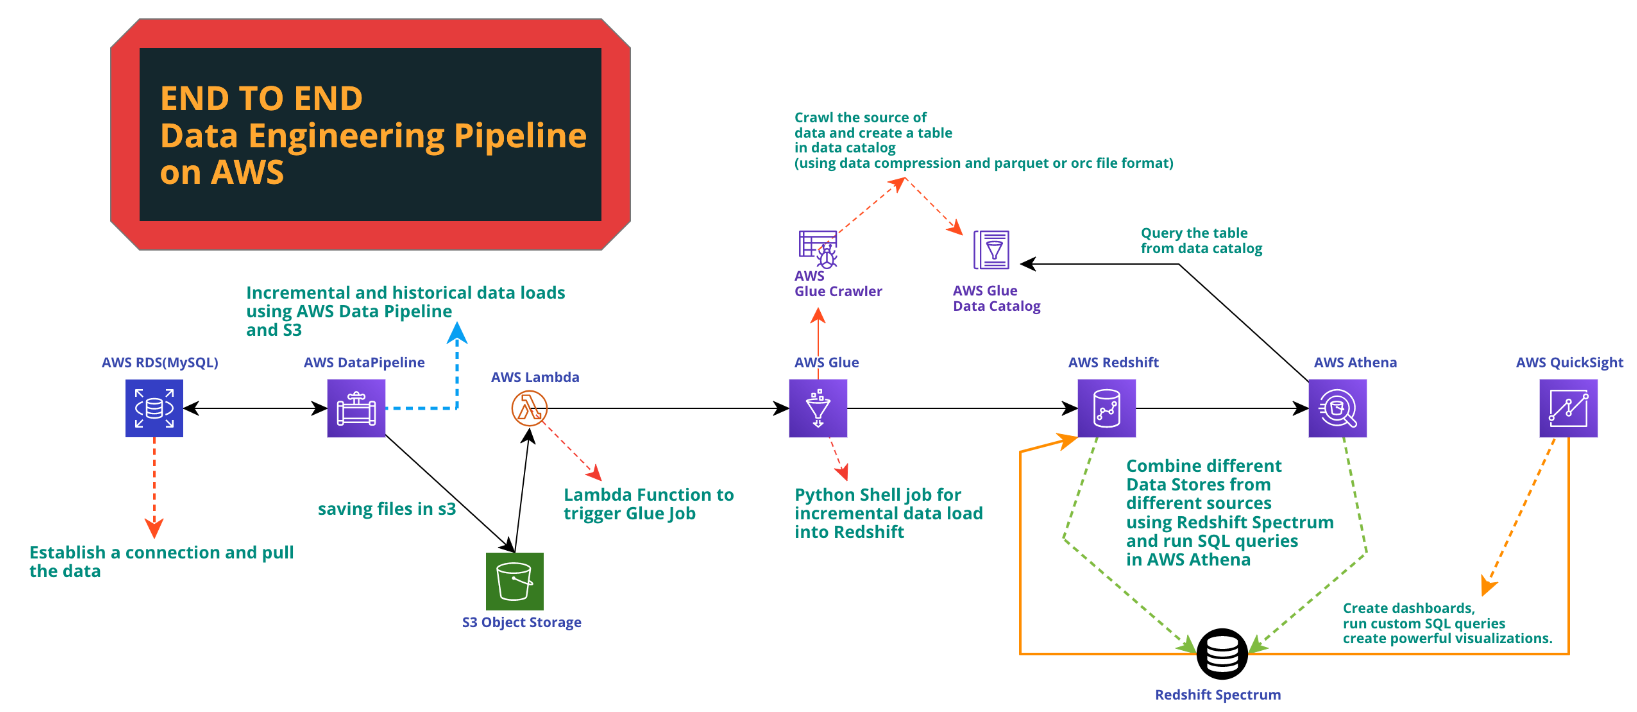 END TO END
Data Engineering Pipeline
on AWS
Crawl the source of
data and create a table
in data catalog
(using data compression and parquet or orc file format)
Query the table
from data catalog
AWS
Glue Crawler
AWS Glue
Data Catalog
Incremental and historical data loads
using AWS Data Pipeline
and S3
AWS RDS(MySQL)
AWS DataPipeline
AWS Lambda
AWS Glue
AWS Redshift
AWS Athena
AWS QuickSight
saving files in s3
Lambda Function to
trigger Glue Job
Python Shell job for
incremental data load
into Redshift
Combine different
Data Stores from
different sources
using Redshift Spectrum
and run SQL queries
in AWS Athena
Establish a connection and pull
the data
S3 Object Storage
Create dashboards,
run custom SQL queries
create powerful visualizations.
Redshift Spectrum